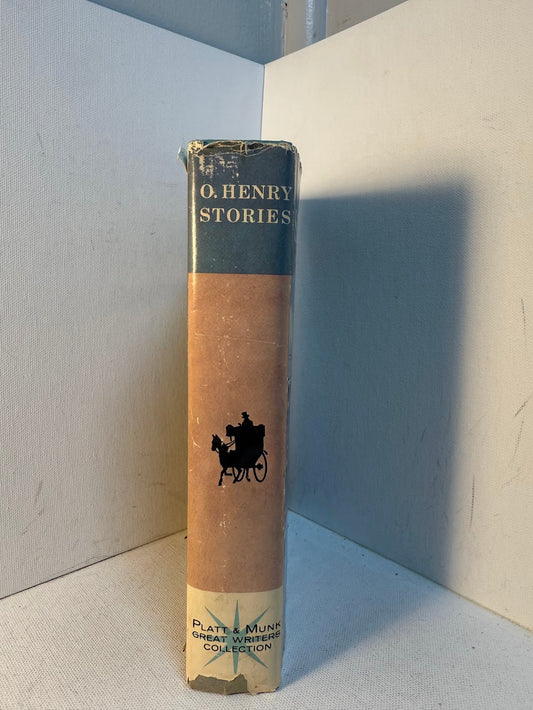 O. HENRY
STORIES
PLATT & MUNK
GREAT WRITERS
COLLECTION